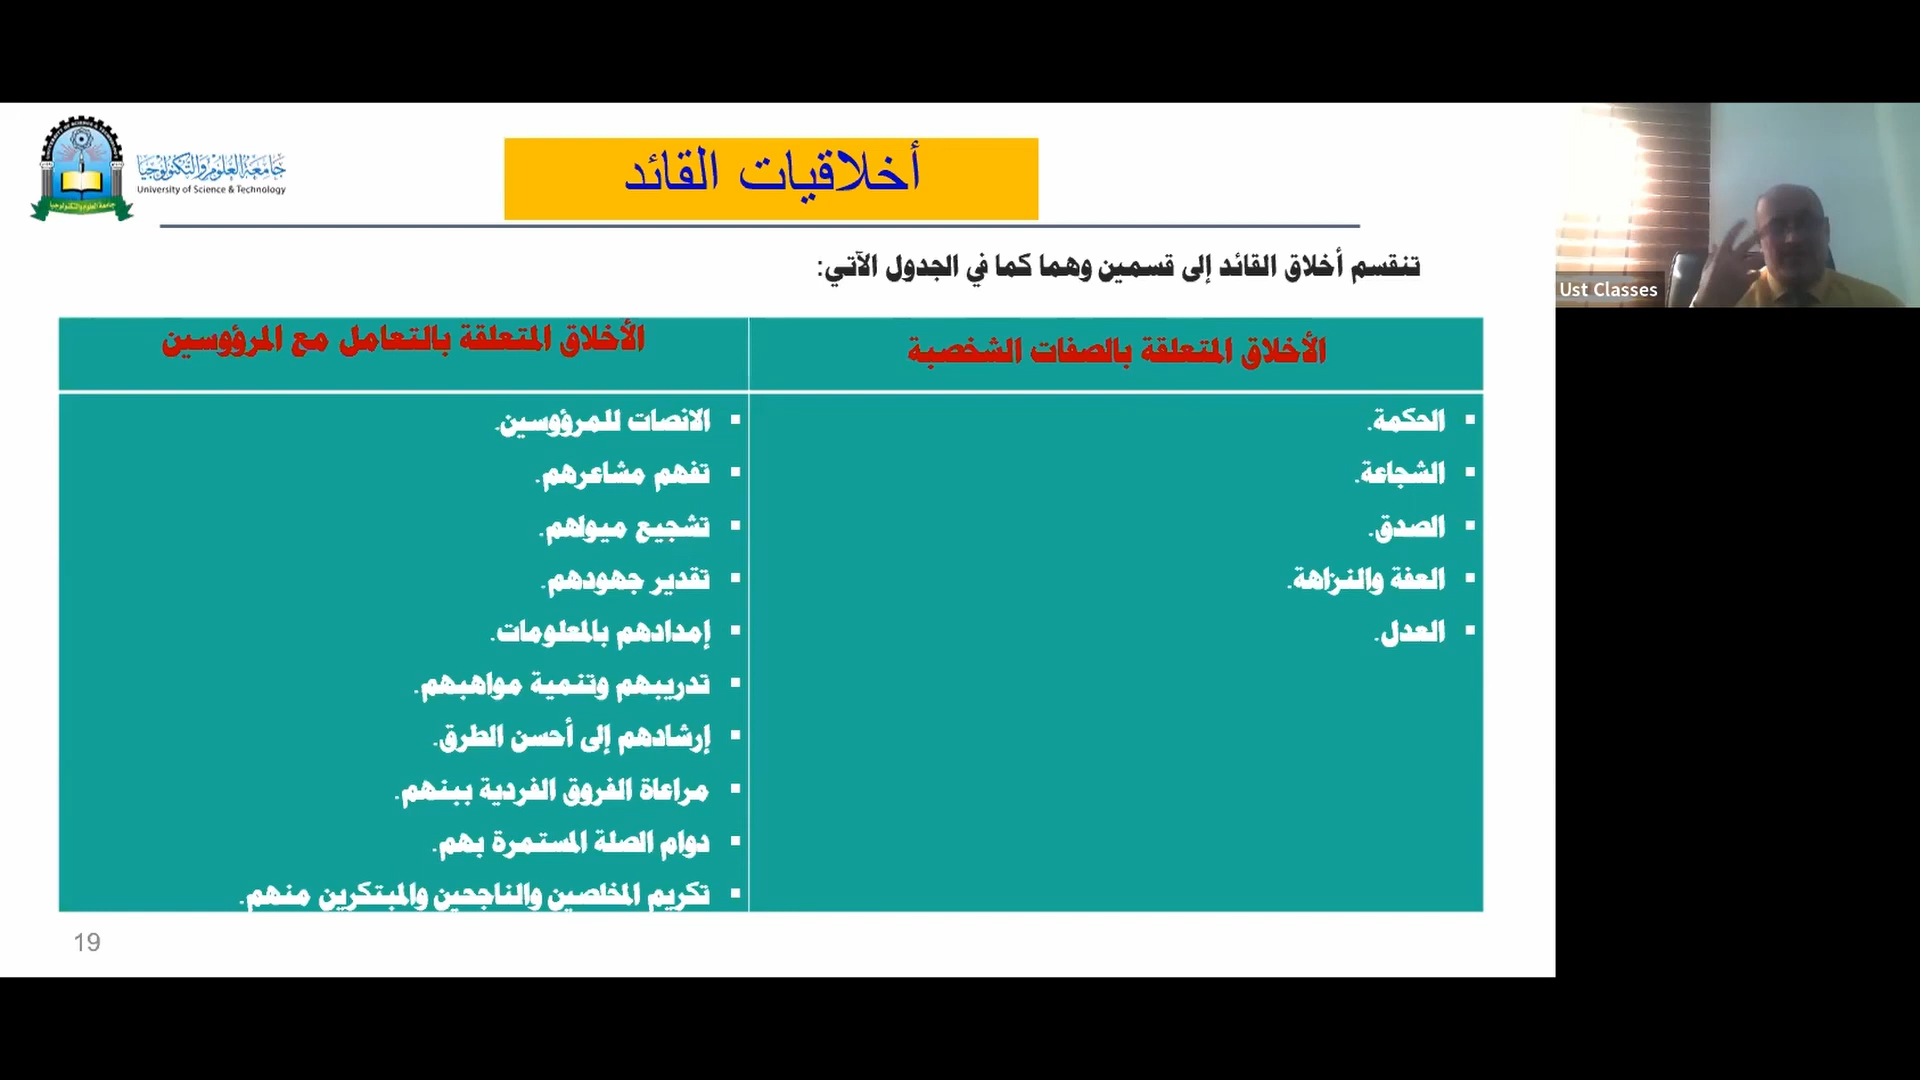 جامعة العلوم والتكنولوجيا
University of Science & Technology
أخلاقيات القائد
تنقسم أخلاق القائد إلى قسمين وهما كما في الجدول الآتي:
الأخلاق المتعلقة بالصفات الشخصية
الحكمة.
الشجاعة.
الصدق.
العفة والنزاهة.
العدل.
الأخلاق المتعلقة بالتعامل مع المرؤوسين
الانصات للمرؤوسين.
تفهم مشاعرهم.
تشجيع ميولهم.
تقدير جهودهم.
إمدادهم بالمعلومات.
تدريبهم وتنمية مواهبهم.
إرشادهم إلى أحسن الطرق.
مراعاة الفروق الفردية ببنهم.
دوام الصلة المستمرة بهم.
تكريم المخلصين والناجحين والمبتكرين منهم.
19
Ust Classes